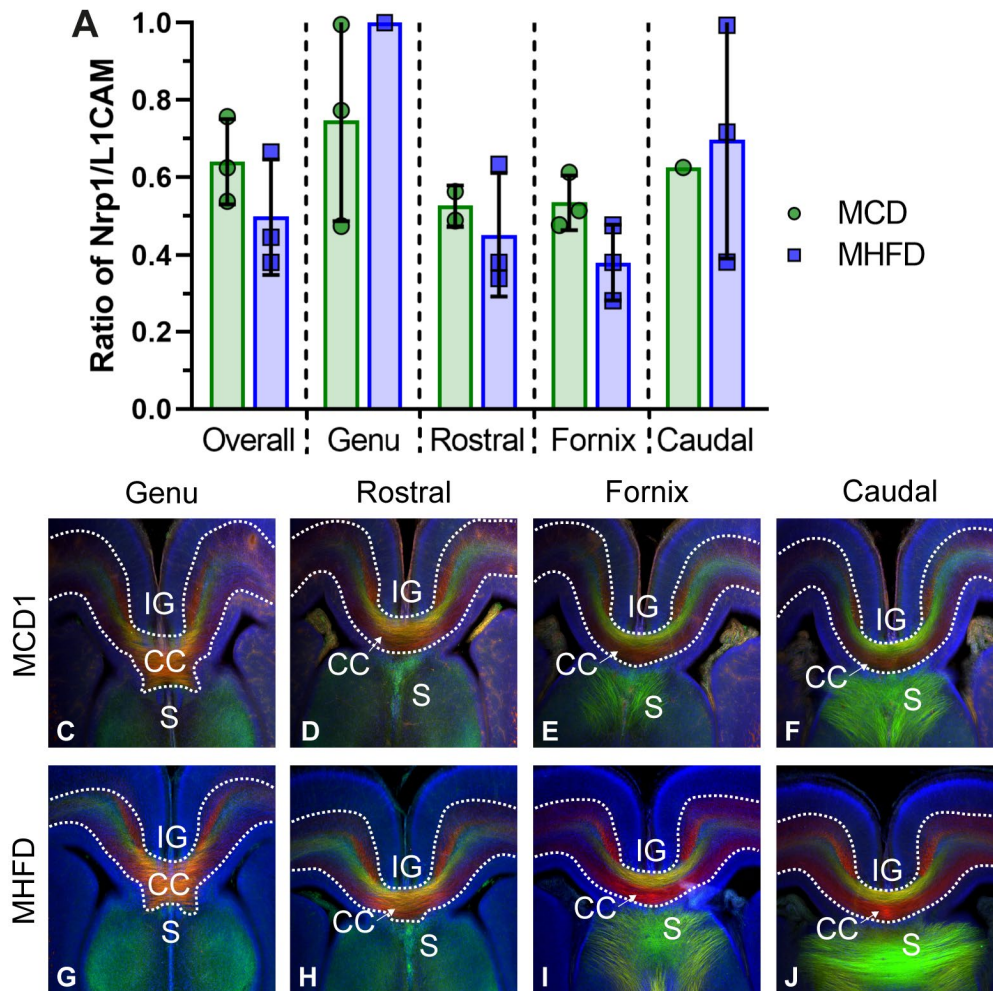 A
Ratio of Nrp1/L1CAM
1.0
0.8
0.6
0.4
0.2
0.0
Overall Genu Rostral Fornix Caudal
MCD
MHFD
Genu Rostral Fornix Caudal
MCD1
IG IG IG IG
CC CC CC CC
S S S S
C D E F
MHFD
IG IG IG IG
CC CC CC CC
S S S S
G H I J